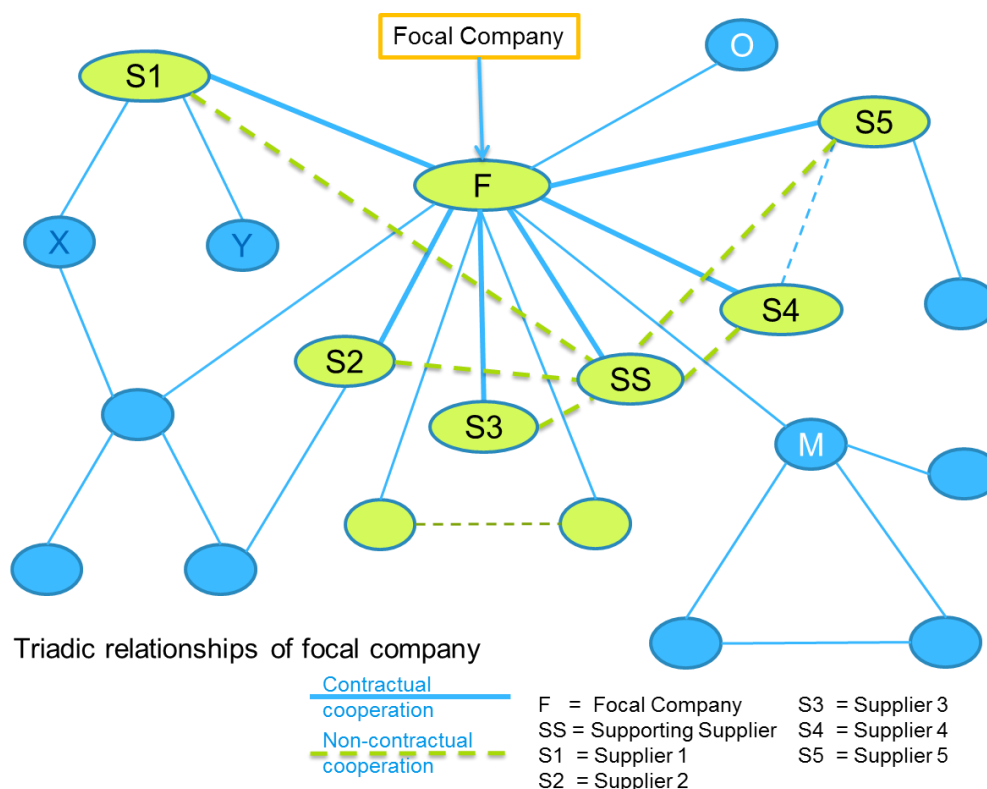 Focal Company
O
S1
S5
F
X
Y
S4
S2
SS
S3
M
Triadic relationships of focal company
Contractual
cooperation
Non-contractual
cooperation
F = Focal Company
SS = Supporting Supplier
S1 = Supplier 1
S2 = Supplier 2
S3 = Supplier 3
S4 = Supplier 4
S5 = Supplier 5